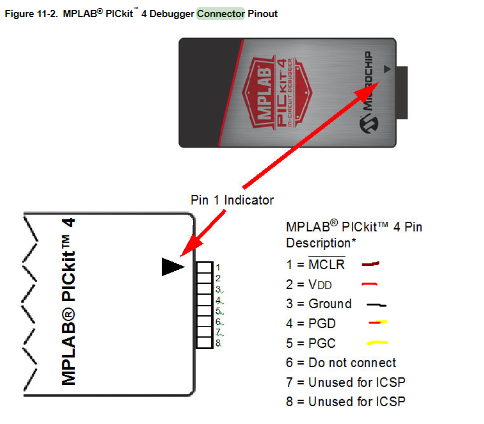 Figure 11-2. MPLAB® PICkit™ 4 Debugger Connector Pinout
MPLAB®
PICkit 4
IN-CIRCUIT DEBUGGER
MICROCHIP
Pin 1 Indicator
MPLAB® PICkit™ 4
1
2
3
4
5
6
7
8
MPLAB® PICkit™ 4 Pin
Description*
1 = MCLR
2 = VDD
3 = Ground
4 = PGD
5 = PGC
6 = Do not connect
7 = Unused for ICSP
8 = Unused for ICSP